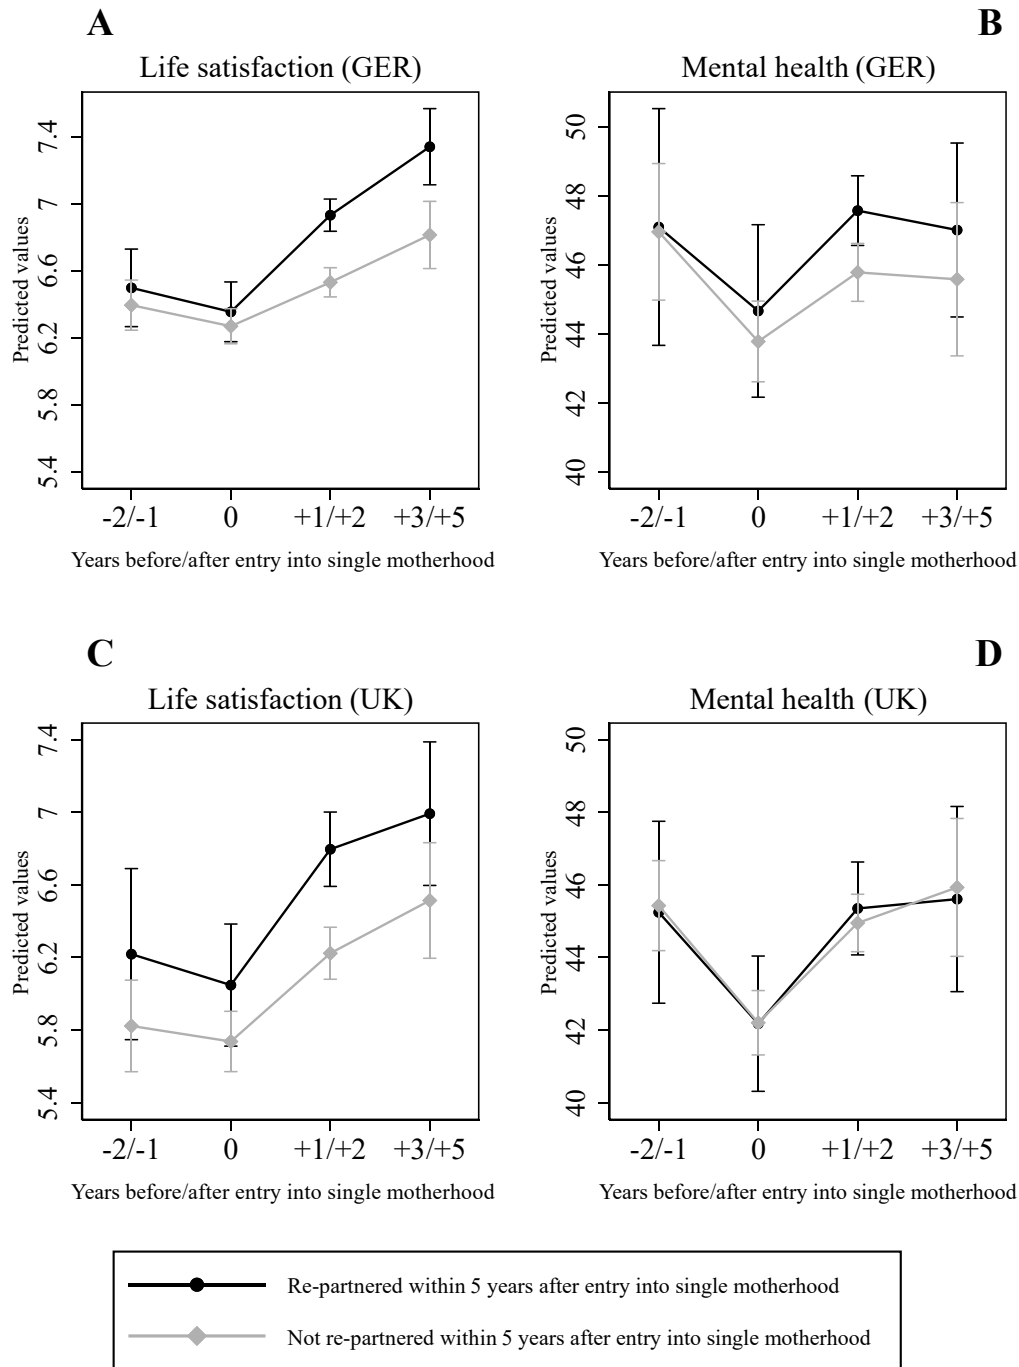 A
B
Life satisfaction (GER)
Mental health (GER)
Predicted values
7.4
7
6.6
6.2
5.8
5.4
-2/-1 0 +1/+2 +3/+5
Years before/after entry into single motherhood
Predicted values
50
48
46
44
42
40
-2/-1 0 +1/+2 +3/+5
Years before/after entry into single motherhood
C
D
Life satisfaction (UK)
Mental health (UK)
Predicted values
7.4
7
6.6
6.2
5.8
5.4
-2/-1 0 +1/+2 +3/+5
Years before/after entry into single motherhood
Predicted values
50
48
46
44
42
40
-2/-1 0 +1/+2 +3/+5
Years before/after entry into single motherhood
Re-partnered within 5 years after entry into single motherhood
Not re-partnered within 5 years after entry into single motherhood